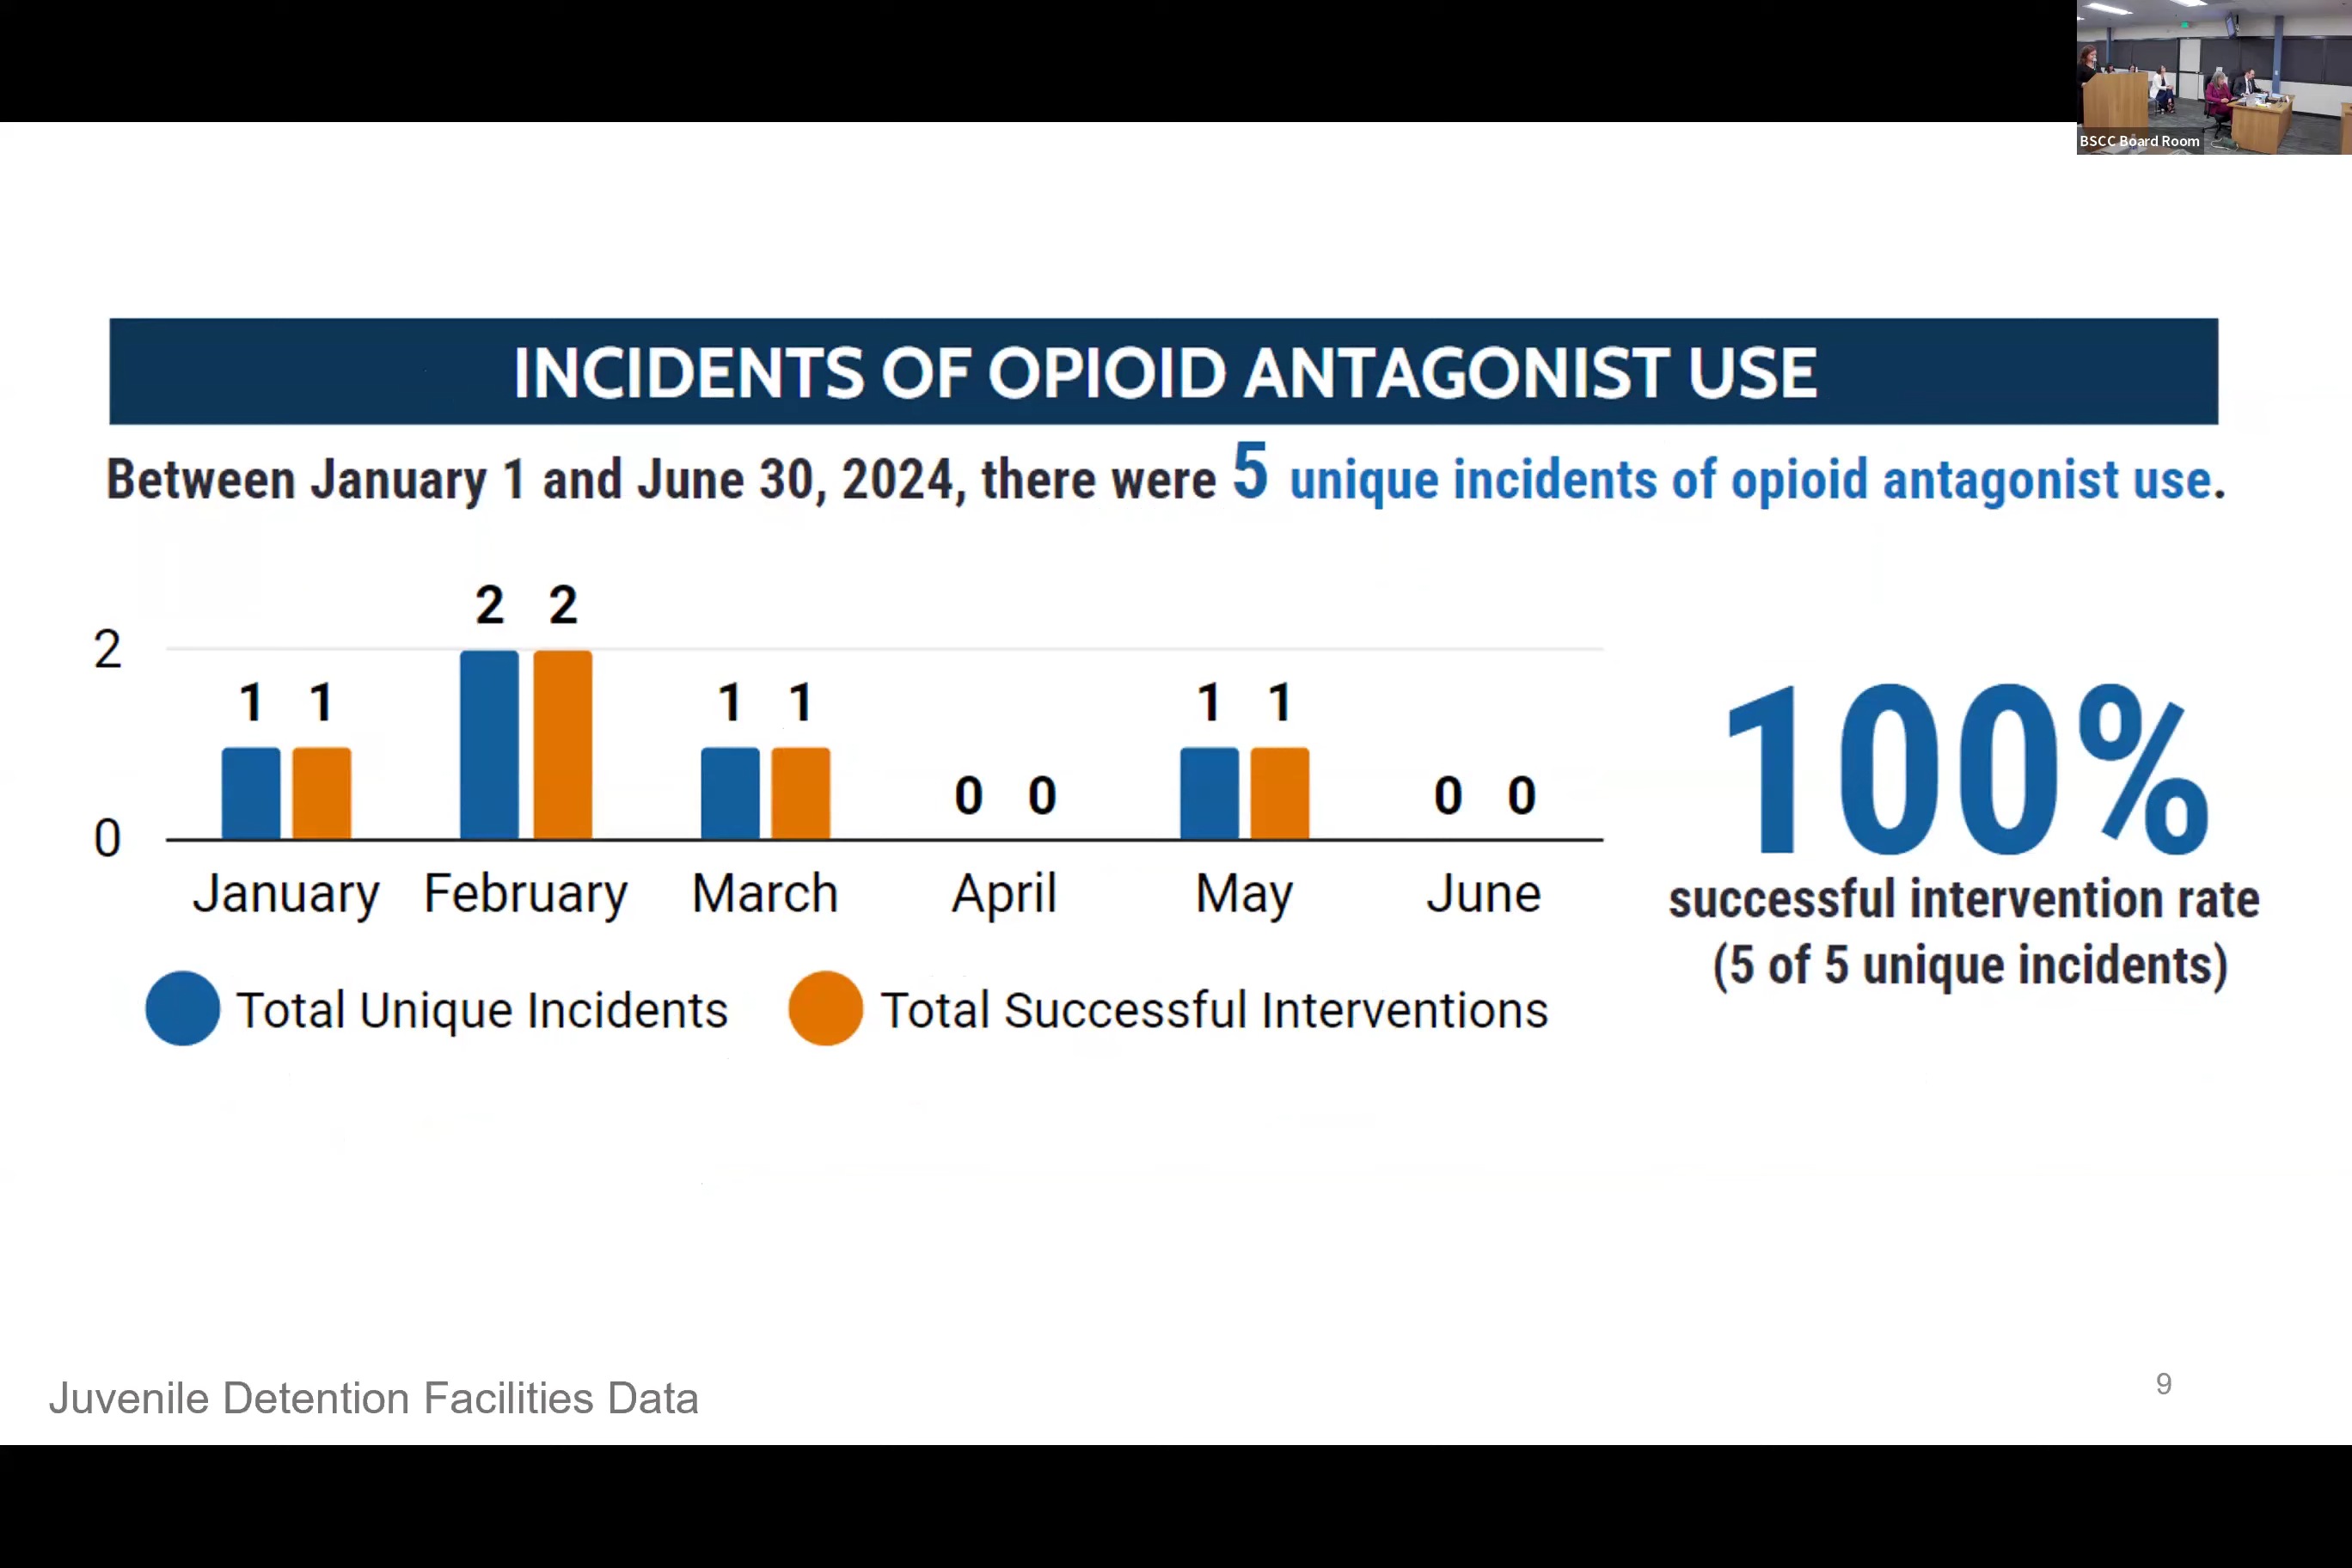 BSCC Board Room
INCIDENTS OF OPIOID ANTAGONIST USE
Between January 1 and June 30, 2024, there were 5 unique incidents of opioid antagonist use.
2 2
2
1 1 1 1 1 1
0 0 0 0
0
January February March April May June
Total Unique Incidents Total Successful Interventions
100%
successful intervention rate
(5 of 5 unique incidents)
Juvenile Detention Facilities Data
9